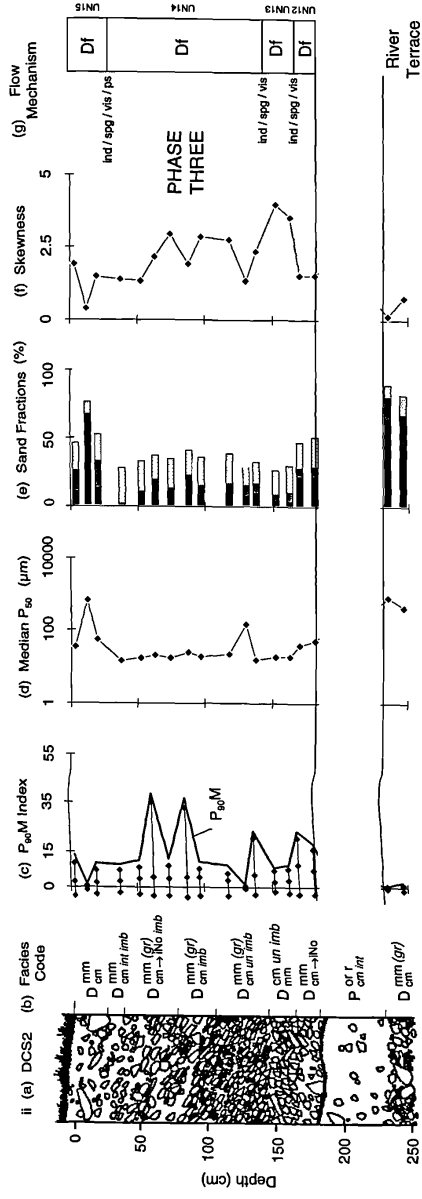 ii (a) DCS2
(b) Facies Code
(c) P₉₀M Index
(d) Median P₅₀ (µm)
(e) Sand Fractions (%)
(f) Skewness
(g) Flow Mechanism
0 15 35 55
1 100 10000
0 50 100
0 2.5 5
Depth (cm)
0
50
100
150
200
250
D mm cm
D mm cm int imb
D mm (gr) cm→iNo imb
D mm (gr) cm imb
D mm (gr) cm un imb
D cm un imb mm
D mm cm→iNo
P or r cm int
D mm (gr) cm
P₉₀M
PHASE THREE
Df UN15
ind / spg / vis / ps
Df UN14
ind / spg / vis
Df UN13
ind / spg / vis
Df UN12
River Terrace